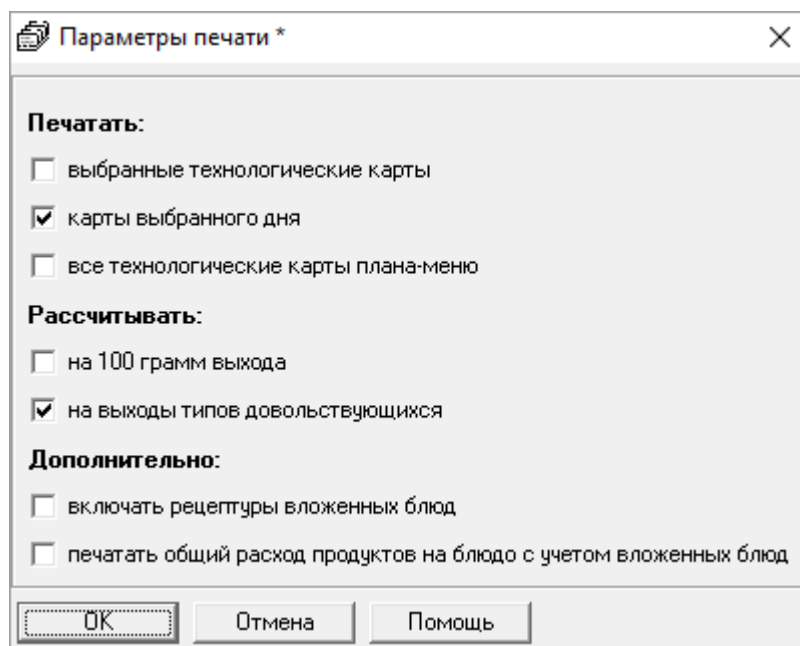 Параметры печати *
Печатать:
выбранные технологические карты
карты выбранного дня
все технологические карты плана-меню
Рассчитывать:
на 100 грамм выхода
на выходы типов довольствующихся
Дополнительно:
включать рецептуры вложенных блюд
печатать общий расход продуктов на блюдо с учетом вложенных блюд
OK Отмена Помощь